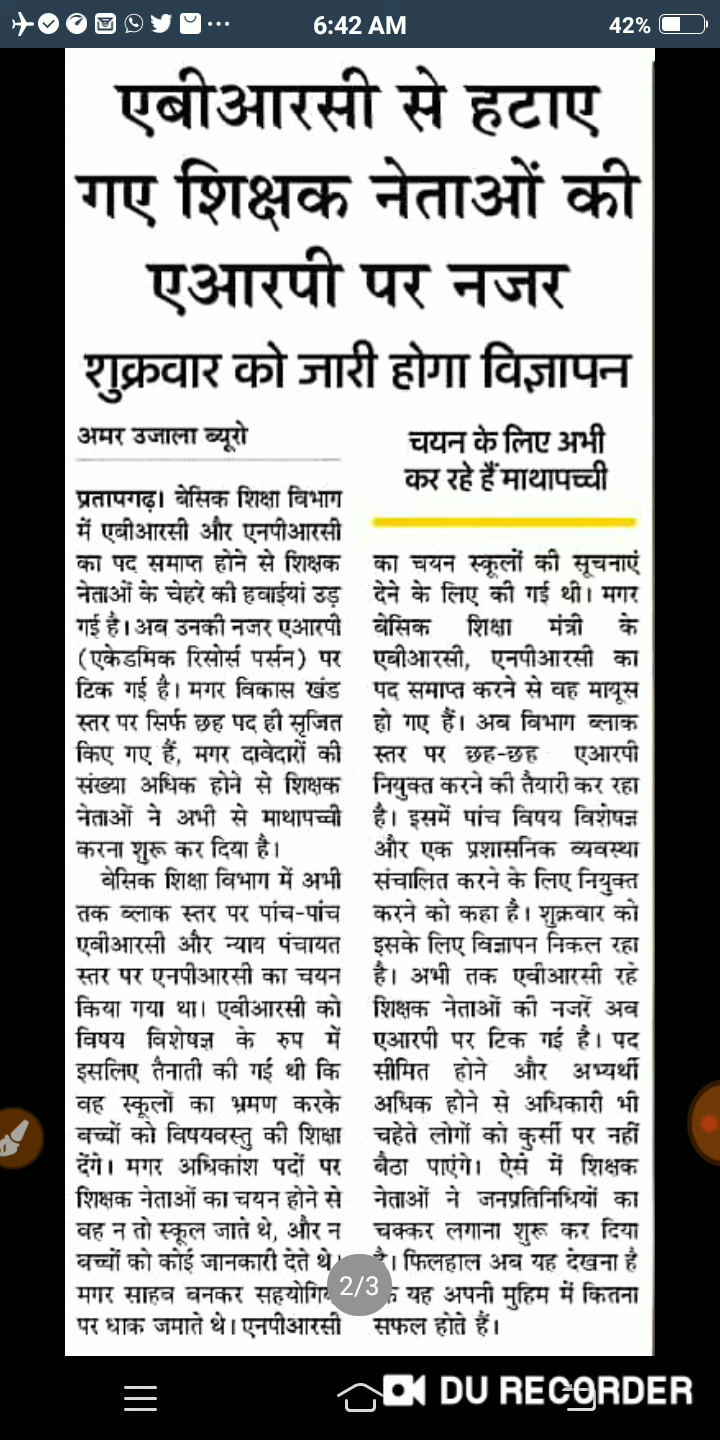 6:42 AM
42%
एबीआरसी से हटाए
गए शिक्षक नेताओं की
एआरपी पर नजर
शुक्रवार को जारी होगा विज्ञापन
अमर उजाला ब्यूरो
प्रतापगढ़। बेसिक शिक्षा विभाग
में एबीआरसी और एनपीआरसी
का पद समाप्त होने से शिक्षक
नेताओं के चेहरे की हवाईयां उड़
गई है। अब उनकी नजर एआरपी
(एकेडमिक रिसोर्स पर्सन) पर
टिक गई है। मगर विकास खंड
स्तर पर सिर्फ छह पद ही सृजित
किए गए हैं, मगर दावेदारों की
संख्या अधिक होने से शिक्षक
नेताओं ने अभी से माथापच्ची
करना शुरू कर दिया है।
बेसिक शिक्षा विभाग में अभी
तक ब्लाक स्तर पर पांच-पांच
एबीआरसी और न्याय पंचायत
स्तर पर एनपीआरसी का चयन
किया गया था। एबीआरसी को
विषय विशेषज्ञ के रुप में
इसलिए तैनाती की गई थी कि
वह स्कूलों का भ्रमण करके
बच्चों को विषयवस्तु की शिक्षा
देंगे। मगर अधिकांश पदों पर
शिक्षक नेताओं का चयन होने से
वह न तो स्कूल जाते थे, और न
बच्चों को कोई जानकारी देते थे।
मगर साहब बनकर
पर धाक जमाते थे। एनपीआरसी
चयन के लिए अभी
कर रहे हैं माथापच्ची
का चयन स्कूलों की सूचनाएं
देने के लिए की गई थी। मगर
बेसिक शिक्षा मंत्री के
एबीआरसी, एनपीआरसी का
पद समाप्त करने से वह मायूस
हो गए हैं। अब विभाग ब्लाक
स्तर पर छह-छह एआरपी
नियुक्त करने की तैयारी कर रहा
है। इसमें पांच विषय विशेषज्ञ
और एक प्रशासनिक व्यवस्था
संचालित करने के लिए नियुक्त
करने को कहा है। शुक्रवार को
इसके लिए विज्ञापन निकल रहा
है। अभी तक एबीआरसी रहे
शिक्षक नेताओं की नजरें अब
एआरपी पर टिक गई है। पद
सीमित होने और अभ्यर्थी
अधिक होने से अधिकारी भी
चहेते लोगों को कुर्सी पर नहीं
बैठा पाएंगे। ऐसे में शिक्षक
नेताओं ने जनप्रतिनिधियों का
चक्कर लगाना शुरू कर दिया
है। फिलहाल अब यह देखना है
यह अपनी मुहिम में कितना
सफल होते हैं।
2/3
DU RECORDER